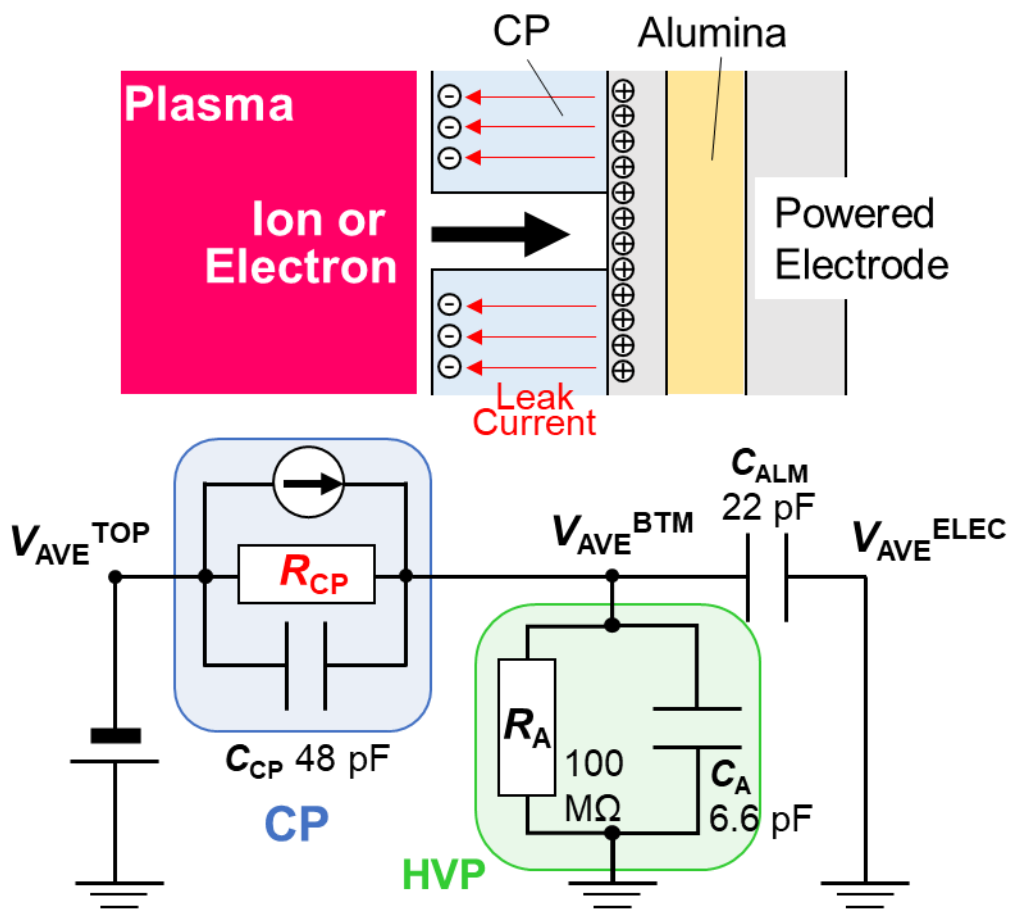 CP
Alumina
Plasma
Ion or
Electron
Powered
Electrode
Leak
Current
V_AVE^TOP
R_CP
C_CP 48 pF
CP
V_AVE^BTM
C_ALM
22 pF
V_AVE^ELEC
R_A
100
MΩ
C_A
6.6 pF
HVP